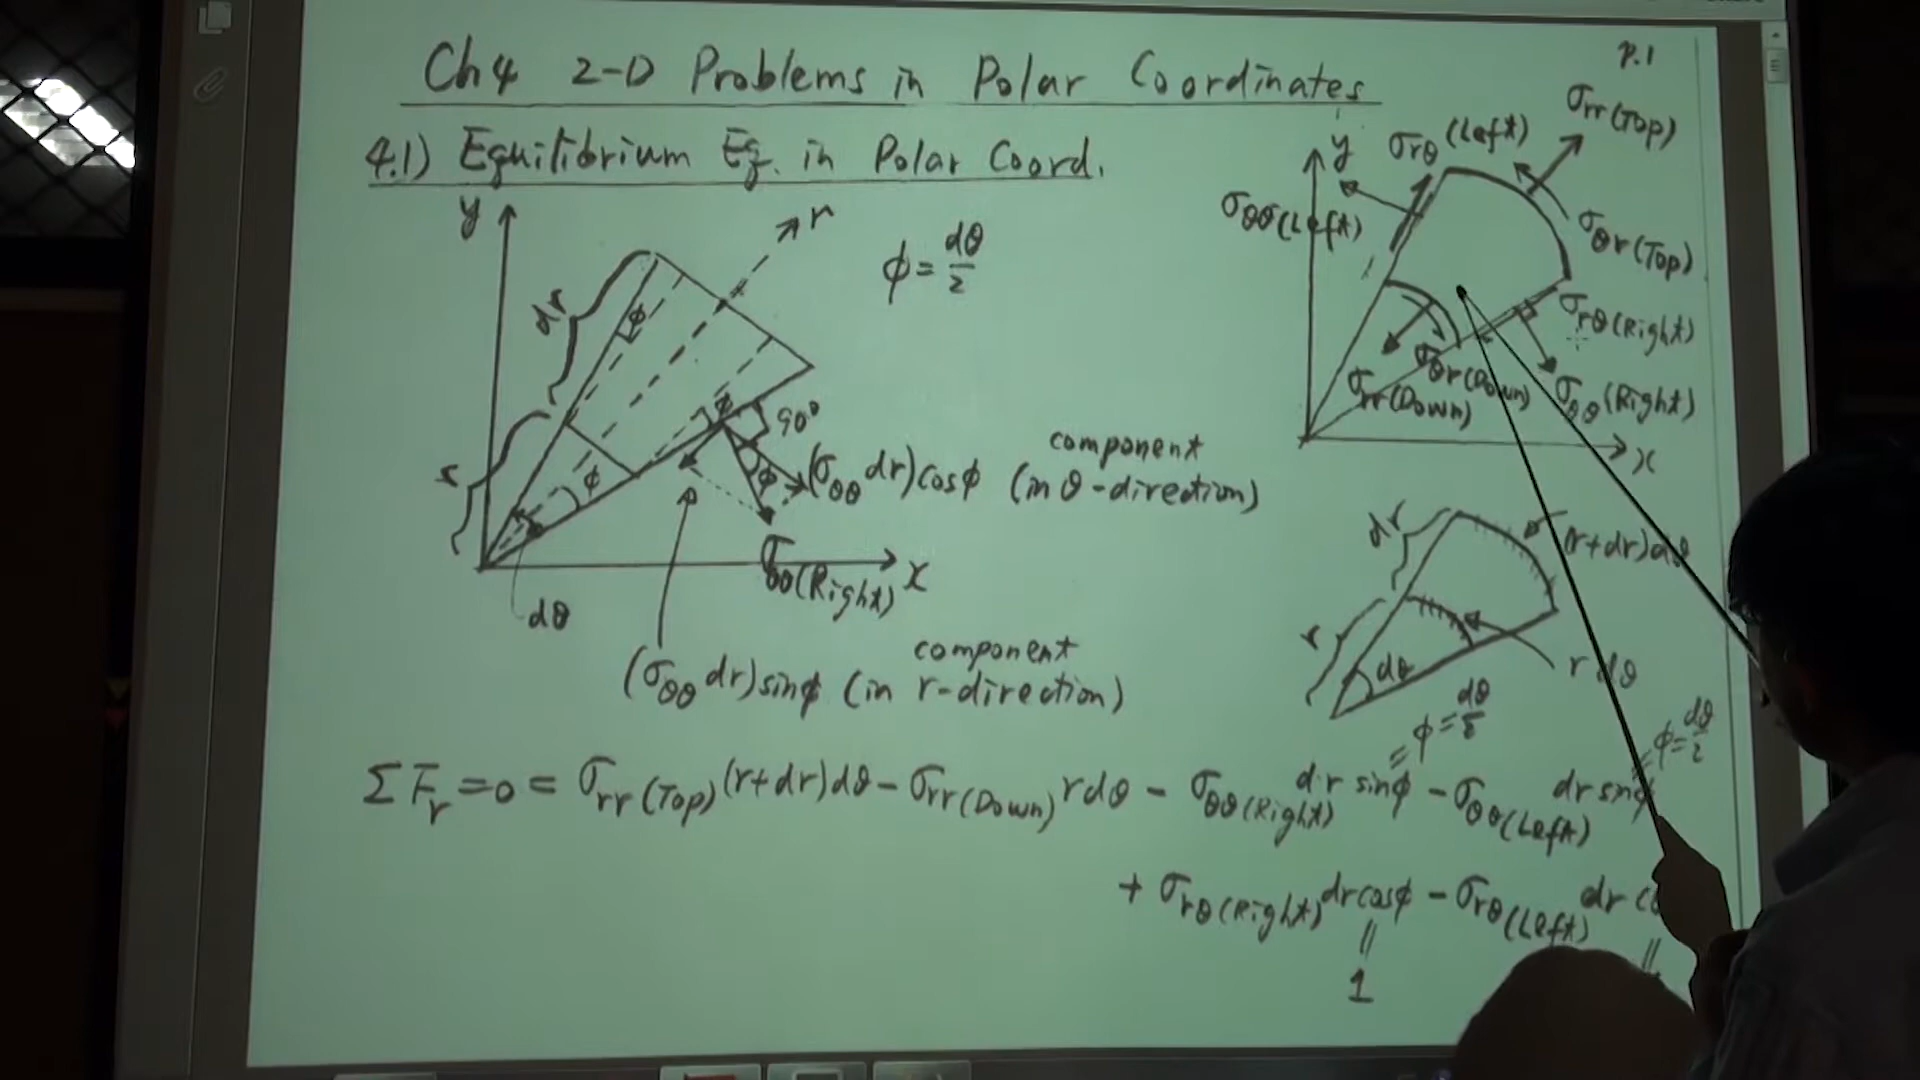 p.1
Ch4 2-D Problems in Polar Coordinates
4.1) Equilibrium Eq. in Polar Coord.
y
r
ϕ = dθ/2
dr
ϕ
r
ϕ
ϕ
90°
ϕ
(σθθ dr)cosϕ component (in θ-direction)
σθθ(Right)
x
dθ
(σθθ dr)sinϕ component (in r-direction)
y
σrθ(Left)
σrr(Top)
σθθ(Left)
σθr(Top)
σrθ(Right)
σθr(Down)
σrr(Down)
σθθ(Right)
x
dr
(r+dr)dθ
r
dθ
r dθ
ϕ=dθ/2
ϕ=dθ/2
ΣFr=0= σrr(Top)(r+dr)dθ - σrr(Down) r dθ - σθθ(Right) dr sinϕ - σθθ(Left) dr sinϕ
+ σrθ(Right) dr cosϕ - σrθ(Left) dr
1